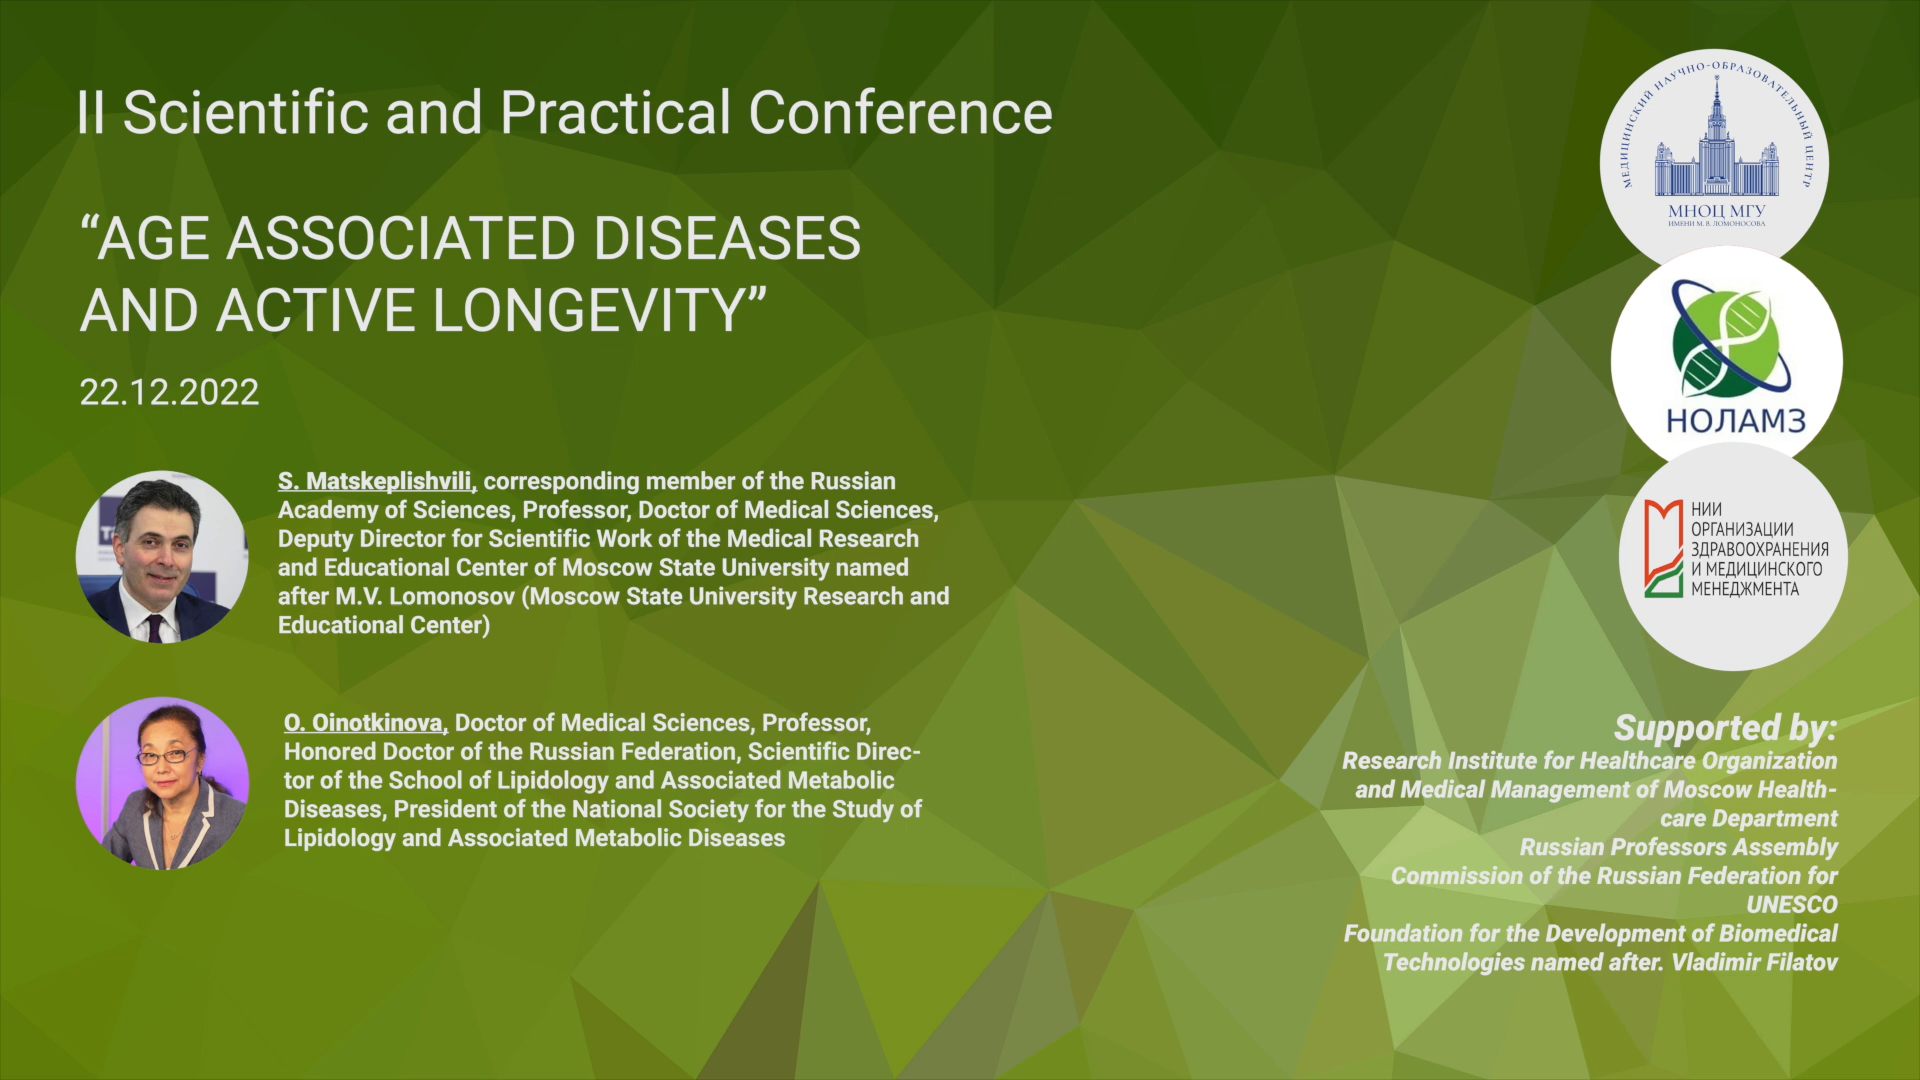 II Scientific and Practical Conference
“AGE ASSOCIATED DISEASES
AND ACTIVE LONGEVITY”
22.12.2022
S. Matskeplishvili, corresponding member of the Russian
Academy of Sciences, Professor, Doctor of Medical Sciences,
Deputy Director for Scientific Work of the Medical Research
and Educational Center of Moscow State University named
after M.V. Lomonosov (Moscow State University Research and
Educational Center)
O. Oinotkinova, Doctor of Medical Sciences, Professor,
Honored Doctor of the Russian Federation, Scientific Direc-
tor of the School of Lipidology and Associated Metabolic
Diseases, President of the National Society for the Study of
Lipidology and Associated Metabolic Diseases
МЕДИЦИНСКИЙ НАУЧНО-ОБРАЗОВАТЕЛЬНЫЙ ЦЕНТР
МНОЦ МГУ
ИМЕНИ М. В. ЛОМОНОСОВА
НОЛАМЗ
НИИ
ОРГАНИЗАЦИИ
ЗДРАВООХРАНЕНИЯ
И МЕДИЦИНСКОГО
МЕНЕДЖМЕНТА
Supported by:
Research Institute for Healthcare Organization
and Medical Management of Moscow Health-
care Department
Russian Professors Assembly
Commission of the Russian Federation for
UNESCO
Foundation for the Development of Biomedical
Technologies named after. Vladimir Filatov